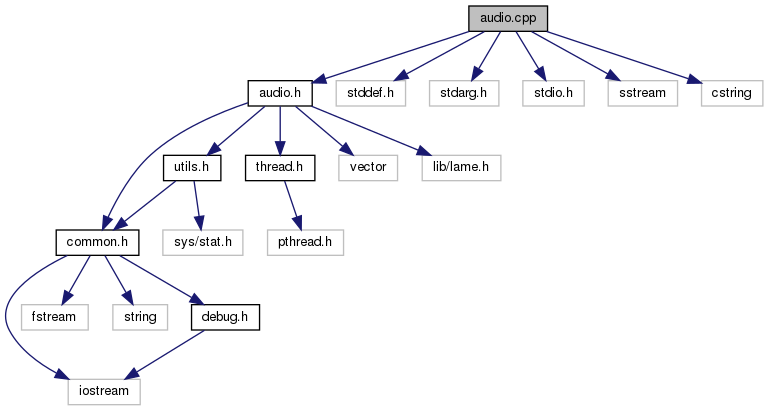 audio.cpp
audio.h
stddef.h
stdarg.h
stdio.h
sstream
cstring
utils.h
thread.h
vector
lib/lame.h
common.h
sys/stat.h
pthread.h
fstream
string
debug.h
iostream